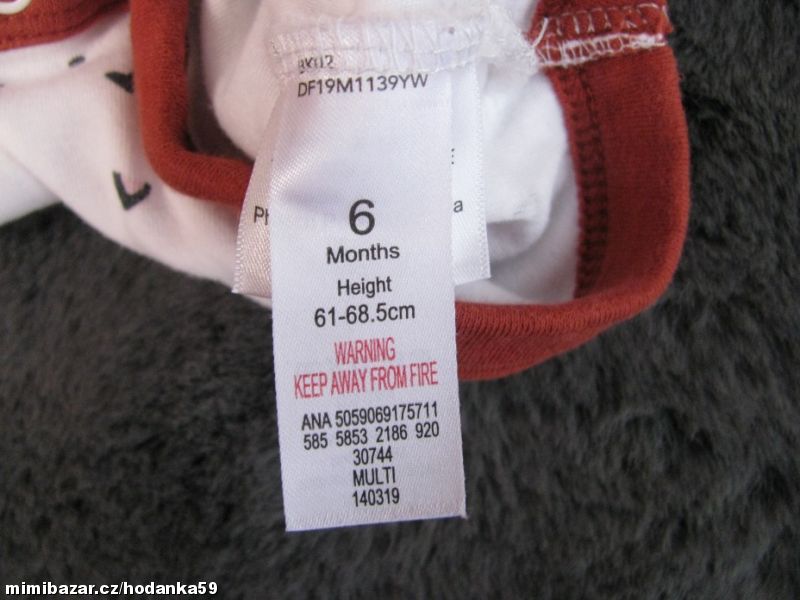 DF19M1139YW
6
Months
Height
61-68.5cm
WARNING
KEEP AWAY FROM FIRE
ANA 5059069175711
585 5853 2186 920
30744
MULTI
140319
mimibazar.cz/hodanka59